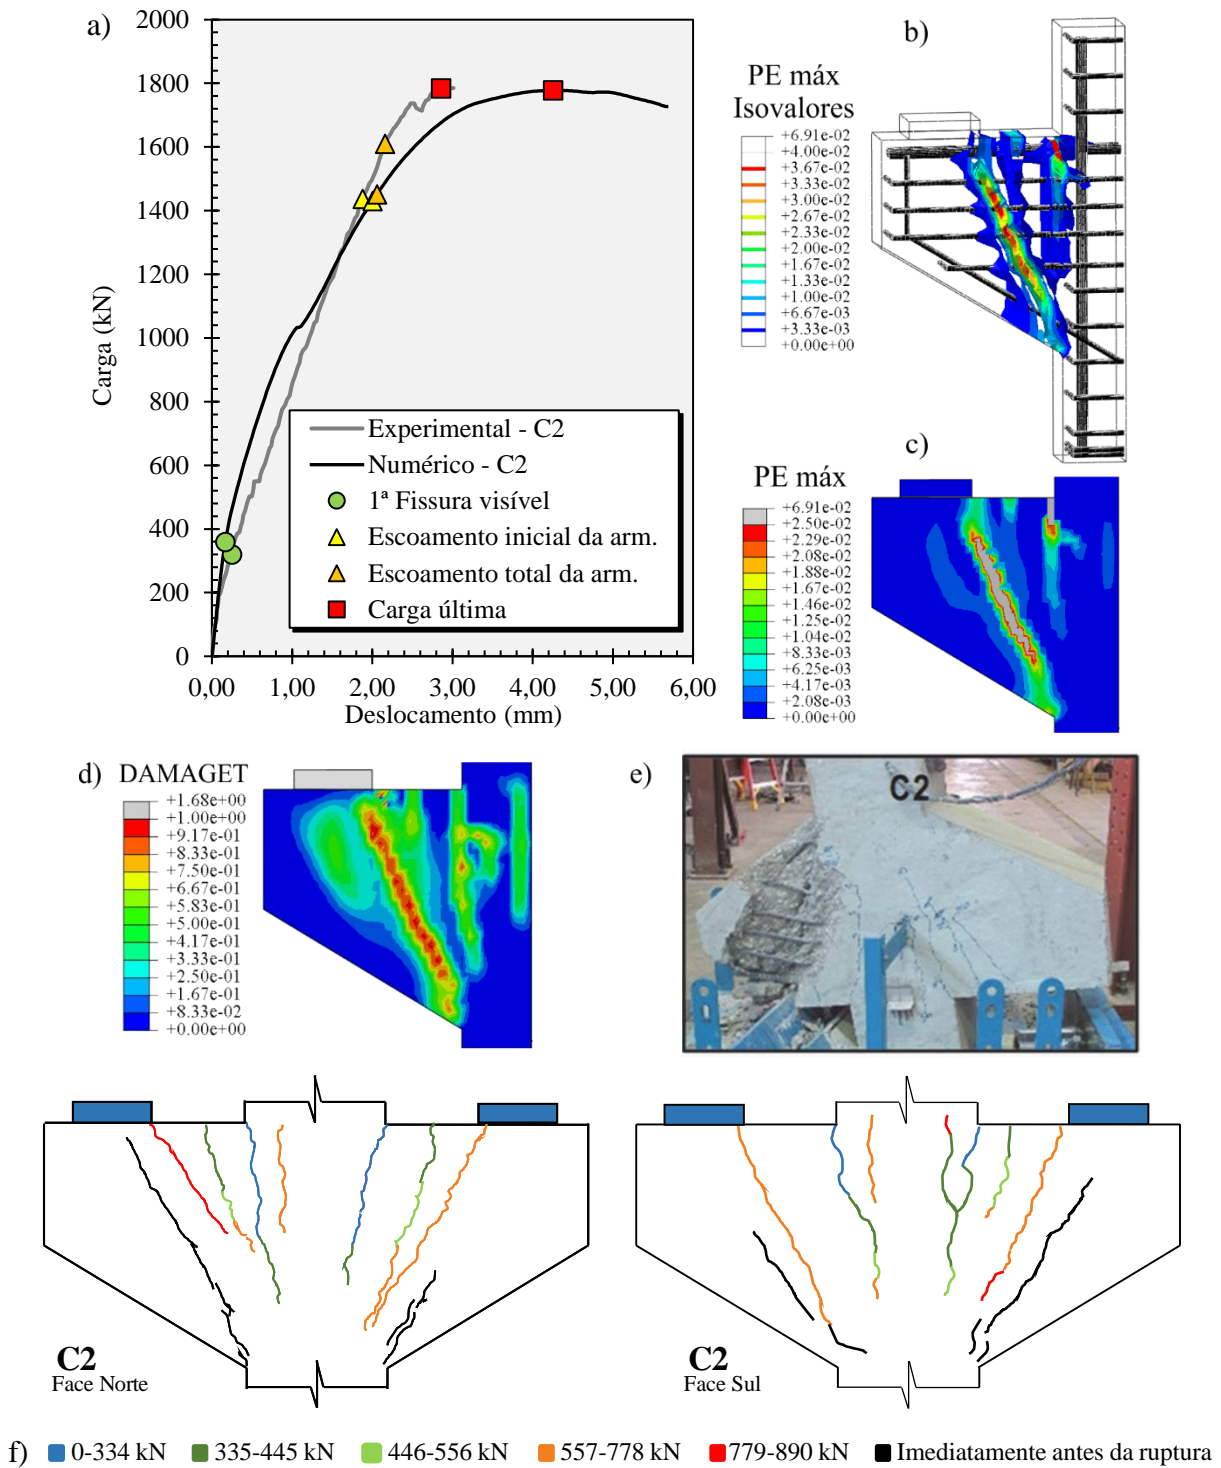 a)
2000
1800
1600
1400
1200
1000
800
600
400
200
0
Carga (kN)
0,00 1,00 2,00 3,00 4,00 5,00 6,00
Deslocamento (mm)
Experimental - C2
Numérico - C2
1ª Fissura visível
Escoamento inicial da arm.
Escoamento total da arm.
Carga última
b)
PE máx
Isovalores
+6.91e-02
+4.00e-02
+3.67e-02
+3.33e-02
+3.00e-02
+2.67e-02
+2.33e-02
+2.00e-02
+1.67e-02
+1.33e-02
+1.00e-02
+6.67e-03
+3.33e-03
+0.00e+00
c)
PE máx
+6.91e-02
+2.50e-02
+2.29e-02
+2.08e-02
+1.88e-02
+1.67e-02
+1.46e-02
+1.25e-02
+1.04e-02
+8.33e-03
+6.25e-03
+4.17e-03
+2.08e-03
+0.00e+00
d) DAMAGET
+1.68e+00
+1.00e+00
+9.17e-01
+8.33e-01
+7.50e-01
+6.67e-01
+5.83e-01
+5.00e-01
+4.17e-01
+3.33e-01
+2.50e-01
+1.67e-01
+8.33e-02
+0.00e+00
e)
C2
C2
Face Norte
C2
Face Sul
f) 0-334 kN 335-445 kN 446-556 kN 557-778 kN 779-890 kN Imediatamente antes da ruptura